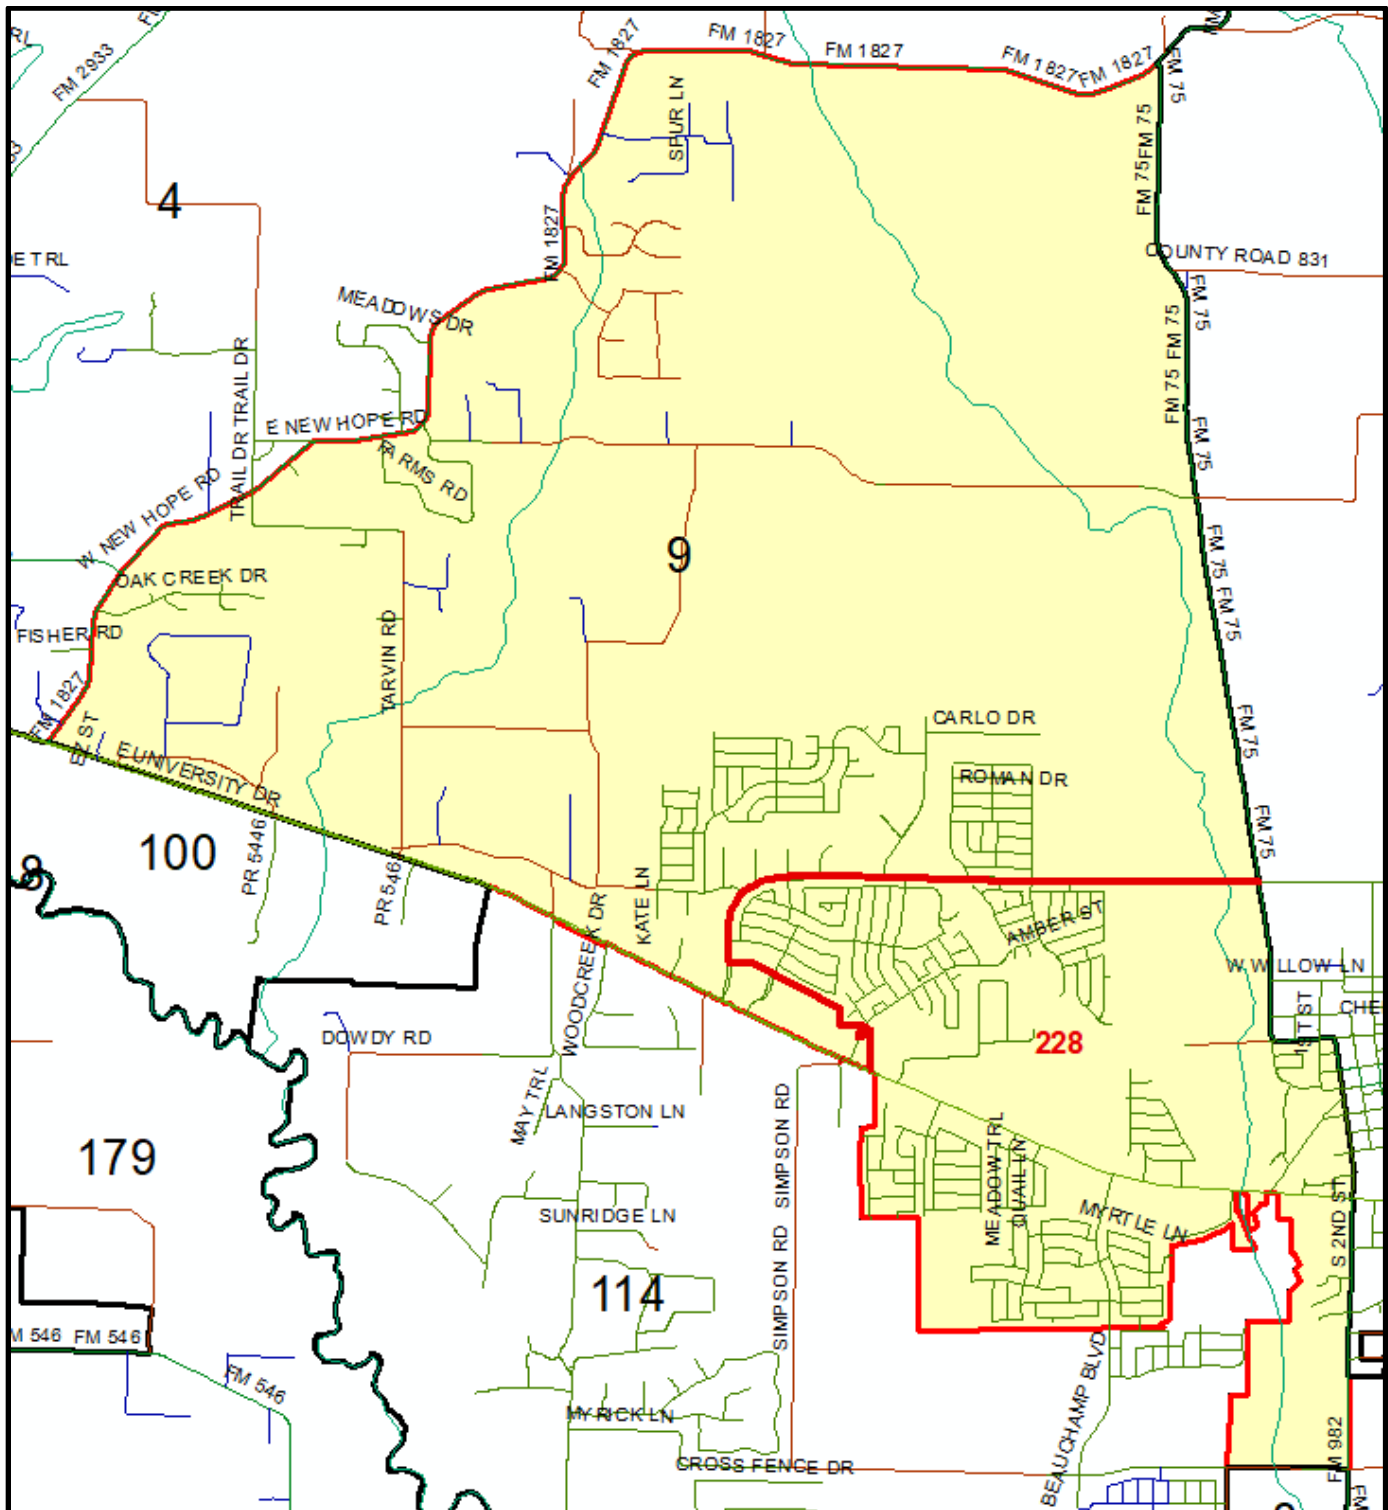 RL
FM 2933
FM 1827
FM 1827
FM 1827
FM 1827
FM 1827
FM 75
FM 75
FM 75
SPUR LN
4
FM 1827
COUNTY ROAD 831
E TRL
MEADOWS DR
FM 75
FM 75
FM 75
TRAIL DR
TRAIL DR
E NEW HOPE RD
FM 75
FARMS RD
W NEW HOPE RD
9
FM 75
FM 75
OAK CREEK DR
FISHER RD
TARVIN RD
FM 1827
EZ ST
E UNIVERSITY DR
CARLO DR
FM 75
ROMAN DR
100
PR 5446
PR 546
FM 75
KATE LN
WOODCREEK DR
AMBER ST
W WILLOW LN
1ST ST
CHE
DOWDY RD
228
MAY TRL
LANGSTON LN
SIMPSON RD
SIMPSON RD
179
MEADOW TRL
QUAIL LN
MYRTLE LN
S 2ND ST
SUNRIDGE LN
114
M 546
FM 546
FM 546
BEAUCHAMP BLVD
MYRICK LN
CROSS FENCE DR
FM 982
FM